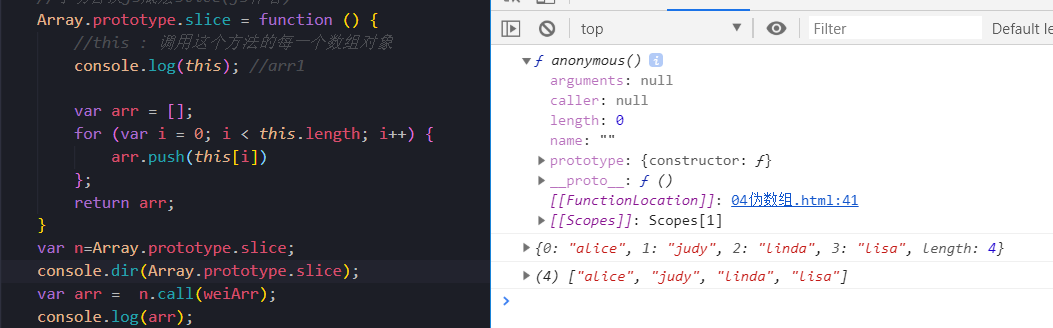 Array.prototype.slice = function () {
//this : 调用这个方法的每一个数组对象
console.log(this); //arr1
var arr = [];
for (var i = 0; i < this.length; i++) {
arr.push(this[i])
};
return arr;
}
var n=Array.prototype.slice;
console.dir(Array.prototype.slice);
var arr =  n.call(weiArr);
console.log(arr);
top
Filter
Default le
ƒ anonymous() i
arguments: null
caller: null
length: 0
name: ""
prototype: {constructor: ƒ}
__proto__: ƒ ()
[[FunctionLocation]]: 04伪数组.html:41
[[Scopes]]: Scopes[1]
{0: "alice", 1: "judy", 2: "linda", 3: "lisa", length: 4}
(4) ["alice", "judy", "linda", "lisa"]